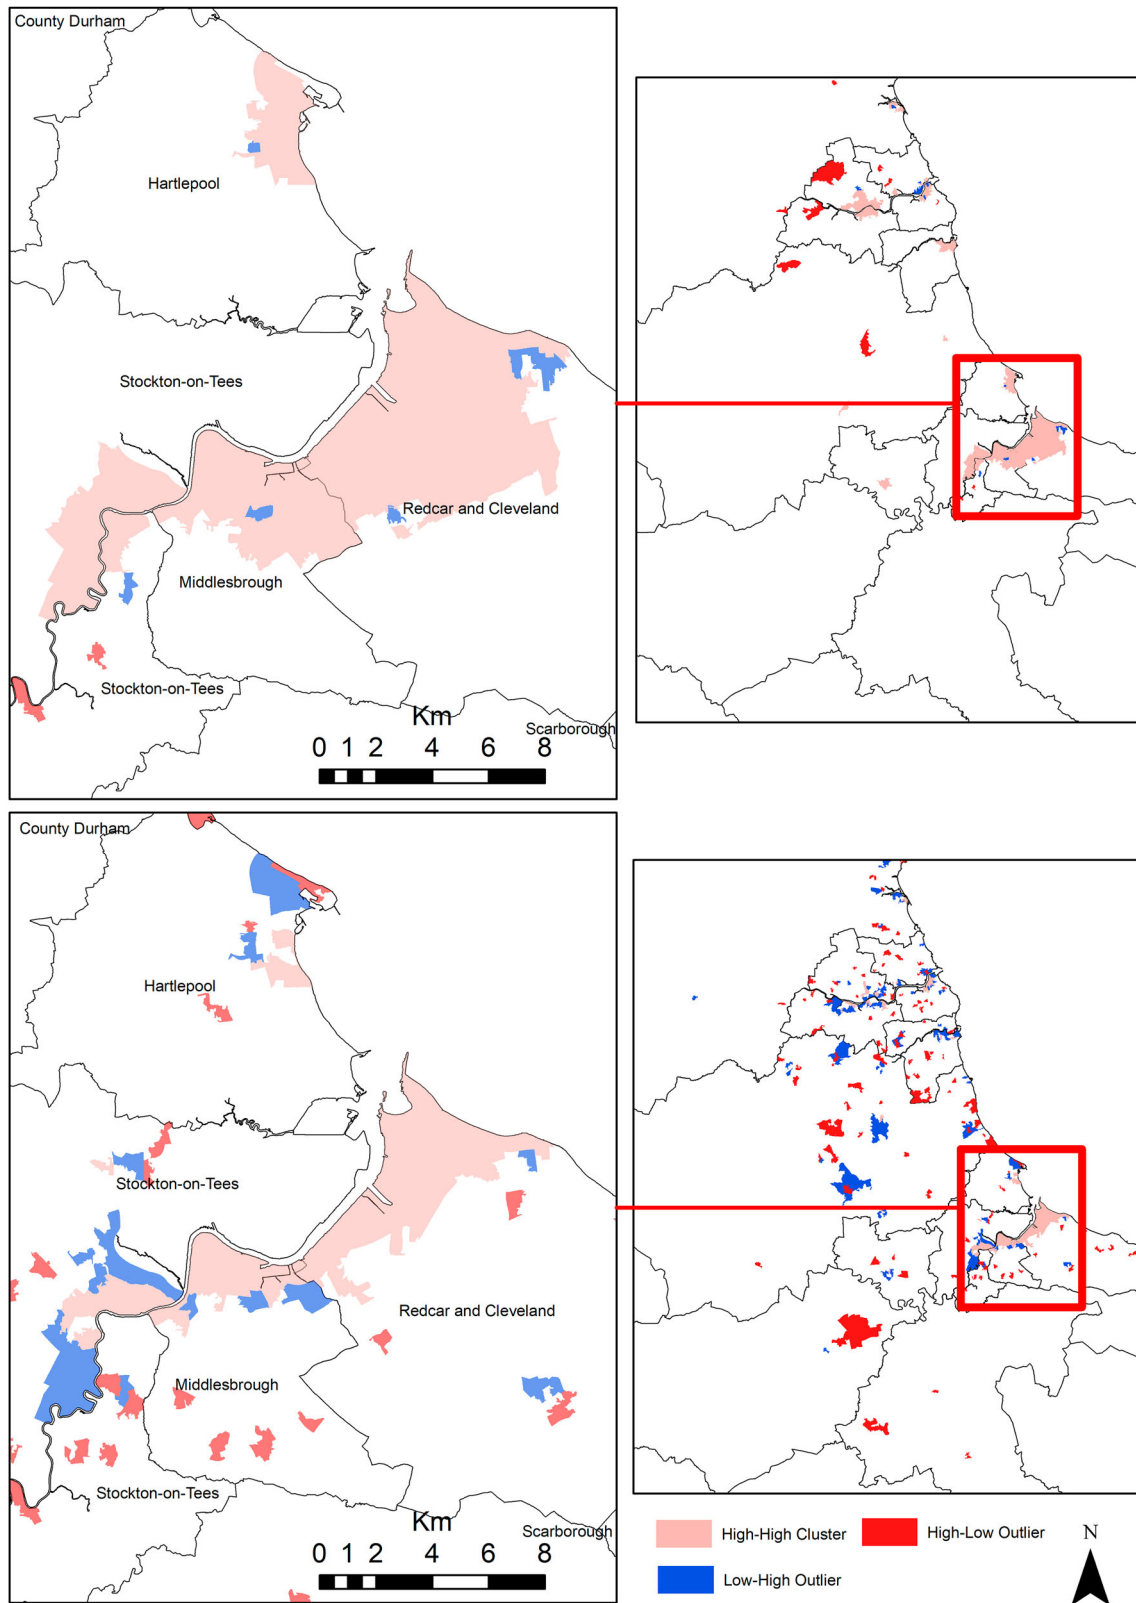 County Durham
Hartlepool
Stockton-on-Tees
Redcar and Cleveland
Middlesbrough
Stockton-on-Tees
Km
Scarborough
0 1 2 4 6 8
County Durham
Hartlepool
Stockton-on-Tees
Redcar and Cleveland
Middlesbrough
Stockton-on-Tees
Km
Scarborough
0 1 2 4 6 8
High-High Cluster
High-Low Outlier
N
Low-High Outlier